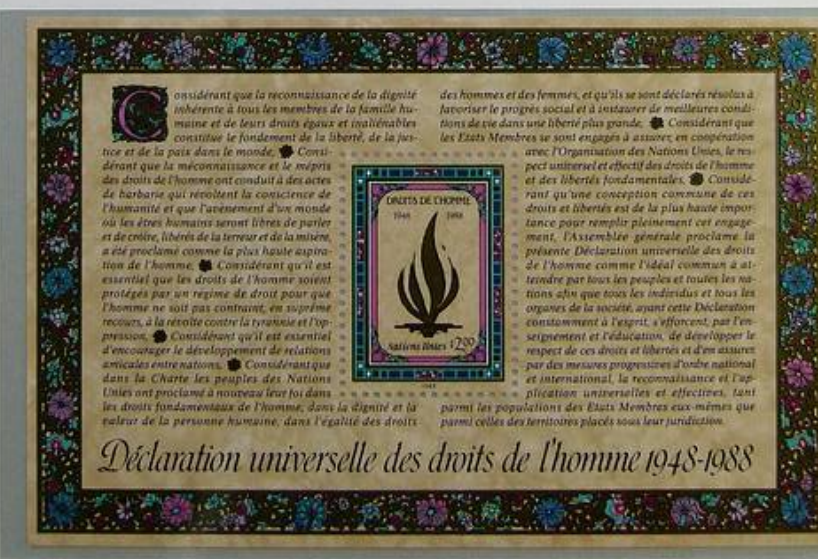 Considérant que la reconnaissance de la dignité
inhérente à tous les membres de la famille hu-
maine et de leurs droits égaux et inaliénables
constitue le fondement de la liberté, de la jus-
tice et de la paix dans le monde, Consi-
dérant que la méconnaissance et le mépris
des droits de l'homme ont conduit à des actes
de barbarie qui révoltent la conscience de
l'humanité et que l'avènement d'un monde
où les êtres humains seront libres de parler
et de croire, libérés de la terreur et de la misère,
a été proclamé comme la plus haute aspira-
tion de l'homme, Considérant qu'il est
essentiel que les droits de l'homme soient
protégés par un régime de droit pour que
l'homme ne soit pas contraint, en suprême
recours, à la révolte contre la tyrannie et l'op-
pression, Considérant qu'il est essentiel
d'encourager le développement de relations
amicales entre nations, Considérant que
dans la Charte les peuples des Nations
Unies ont proclamé à nouveau leur foi dans
les droits fondamentaux de l'homme, dans la dignité et la
valeur de la personne humaine, dans l'égalité des droits
des hommes et des femmes, et qu'ils se sont déclarés résolus à
favoriser le progrès social et à instaurer de meilleures condi-
tions de vie dans une liberté plus grande, Considérant que
les Etats Membres se sont engagés à assurer, en coopération
avec l'Organisation des Nations Unies, le res-
pect universel et effectif des droits de l'homme
et des libertés fondamentales, Considé-
rant qu'une conception commune de ces
droits et libertés est de la plus haute impor-
tance pour remplir pleinement cet engage-
ment, l'Assemblée générale proclame la
présente Déclaration universelle des droits
de l'homme comme l'idéal commun à at-
teindre par tous les peuples et toutes les na-
tions afin que tous les individus et tous les
organes de la société, ayant cette Déclaration
constamment à l'esprit, s'efforcent, par l'en-
seignement et l'éducation, de développer le
respect de ces droits et libertés et d'en assurer
par des mesures progressives d'ordre national
et international, la reconnaissance et l'ap-
plication universelles et effectives, tant
parmi les populations des Etats Membres eux-mêmes que
parmi celles des territoires placés sous leur juridiction.
DROITS DE L'HOMME
1948 1988
Nations Unies $2.00
Déclaration universelle des droits de l'homme 1948-1988